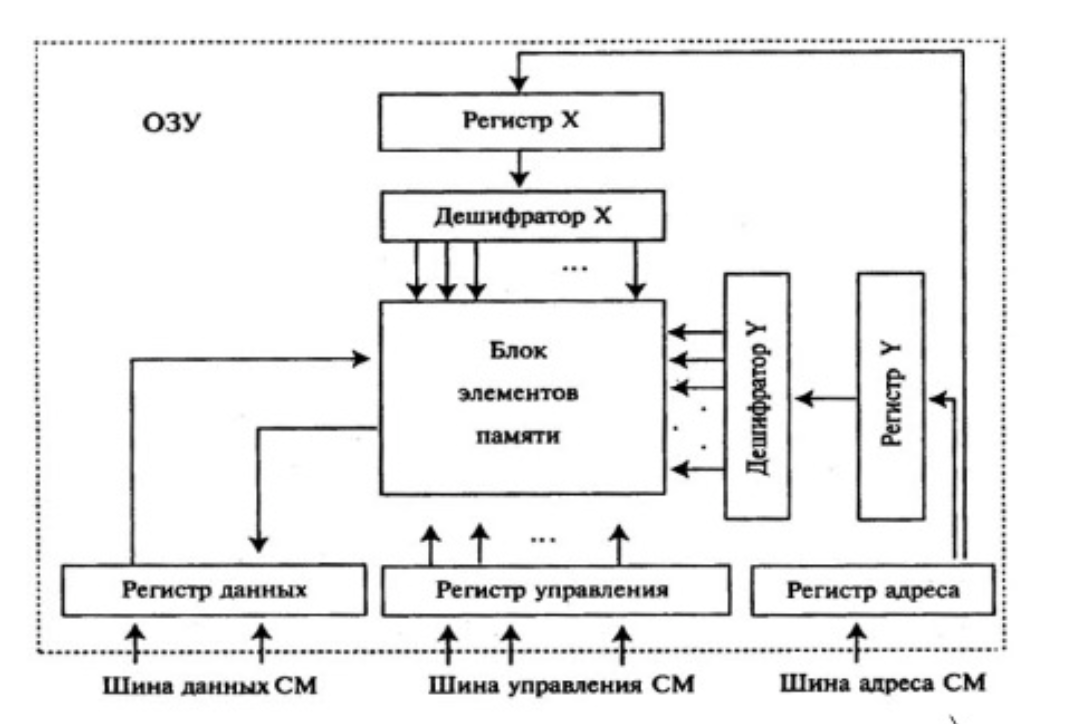 ОЗУ
Регистр X
Дешифратор X
...
Блок
элементов
памяти
Дешифратор Y
Регистр Y
...
Регистр данных
Регистр управления
Регистр адреса
Шина данных СМ
Шина управления СМ
Шина адреса СМ